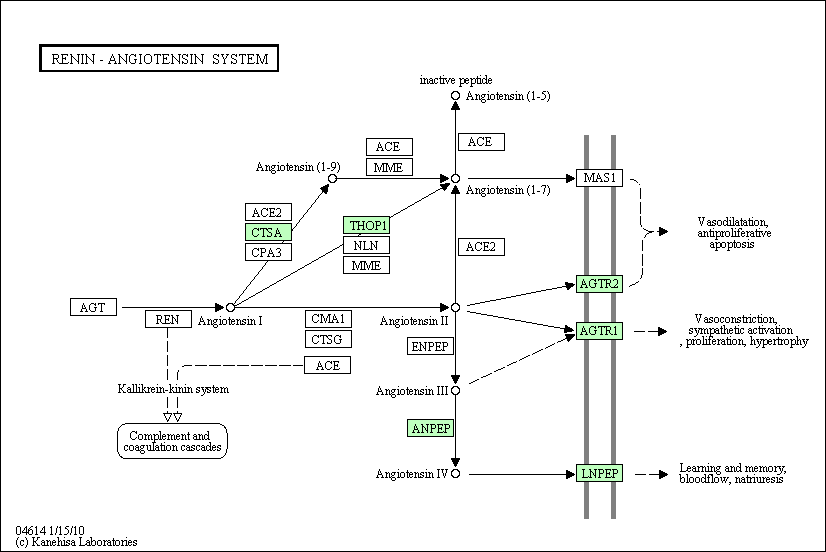 RENIN - ANGIOTENSIN SYSTEM
inactive peptide
Angiotensin (1-5)
ACE
ACE
MME
Angiotensin (1-9)
Angiotensin (1-7)
MAS1
ACE2
CTSA
CPA3
THOP1
NLN
MME
ACE2
Vasodilatation,
antiproliferative
apoptosis
AGTR2
AGT
REN
Angiotensin I
CMA1
CTSG
ACE
Angiotensin II
ENPEP
AGTR1
Vasoconstriction,
sympathetic activation
, proliferation, hypertrophy
Kallikrein-kinin system
Angiotensin III
Complement and
coagulation cascades
ANPEP
Angiotensin IV
LNPEP
Learning and memory,
bloodflow, natriuresis
04614 1/15/10
(c) Kanehisa Laboratories